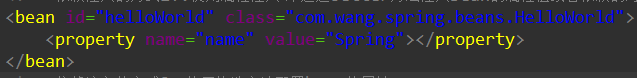 <bean id="helloWorld" class="com.wang.spring.beans.HelloWorld">
    <property name="name" value="Spring"></property>
</bean>